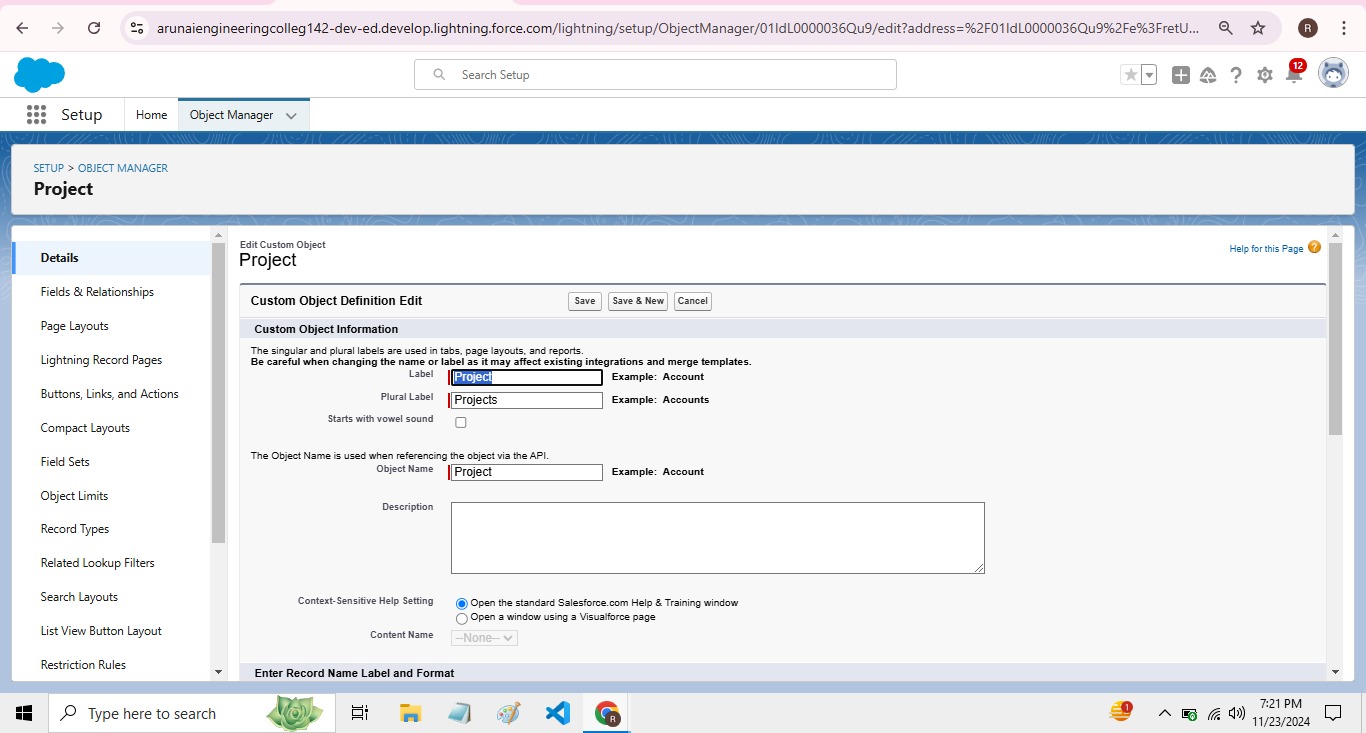 arunaiengineeringcolleg142-dev-ed.develop.lightning.force.com/lightning/setup/ObjectManager/01IdL0000036Qu9/edit?address=%2F01IdL0000036Qu9%2Fe%3FretU...
R
Search Setup
12
Setup
Home
Object Manager
SETUP > OBJECT MANAGER
Project
Details
Fields & Relationships
Page Layouts
Lightning Record Pages
Buttons, Links, and Actions
Compact Layouts
Field Sets
Object Limits
Record Types
Related Lookup Filters
Search Layouts
List View Button Layout
Restriction Rules
Edit Custom Object
Project
Help for this Page
Custom Object Definition Edit
Save
Save & New
Cancel
Custom Object Information
The singular and plural labels are used in tabs, page layouts, and reports.
Be careful when changing the name or label as it may affect existing integrations and merge templates.
Label Project Example: Account
Plural Label Projects Example: Accounts
Starts with vowel sound
The Object Name is used when referencing the object via the API.
Object Name Project Example: Account
Description
Context-Sensitive Help Setting Open the standard Salesforce.com Help & Training window
Open a window using a Visualforce page
Content Name --None--
Enter Record Name Label and Format
Type here to search
R
1
7:21 PM
11/23/2024